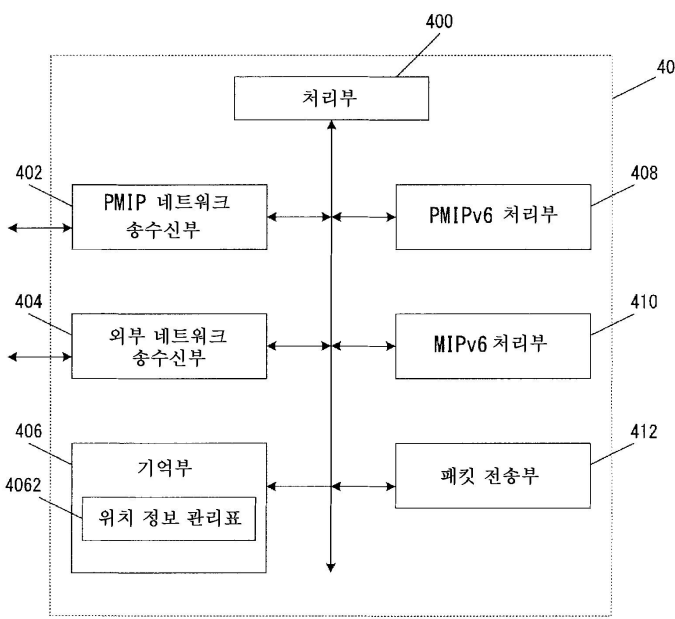 400
40
처리부
402
PMIP 네트워크
송수신부
408
PMIPv6 처리부
404
외부 네트워크
송수신부
410
MIPv6 처리부
406
기억부
4062
위치 정보 관리표
412
패킷 전송부